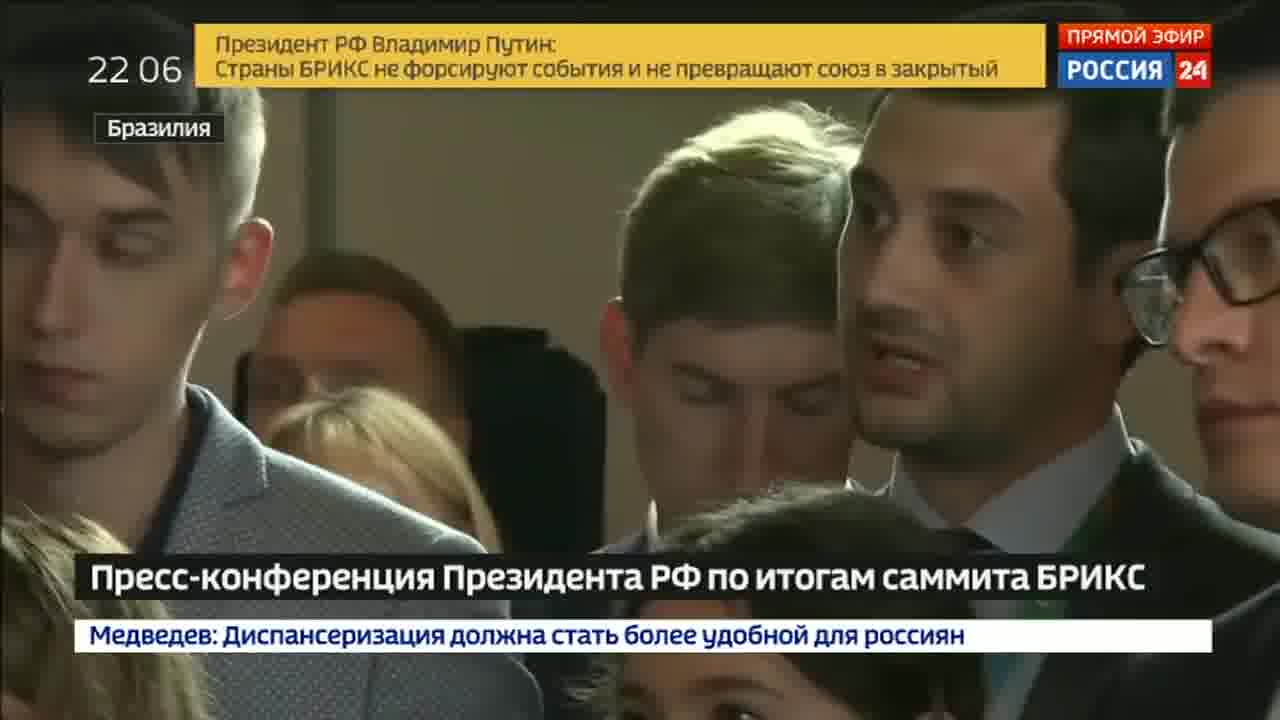 22 06
Президент РФ Владимир Путин:
Страны БРИКС не форсируют события и не превращают союз в закрытый
ПРЯМОЙ ЭФИР
РОССИЯ 24
Бразилия
Пресс-конференция Президента РФ по итогам саммита БРИКС
Медведев: Диспансеризация должна стать более удобной для россиян